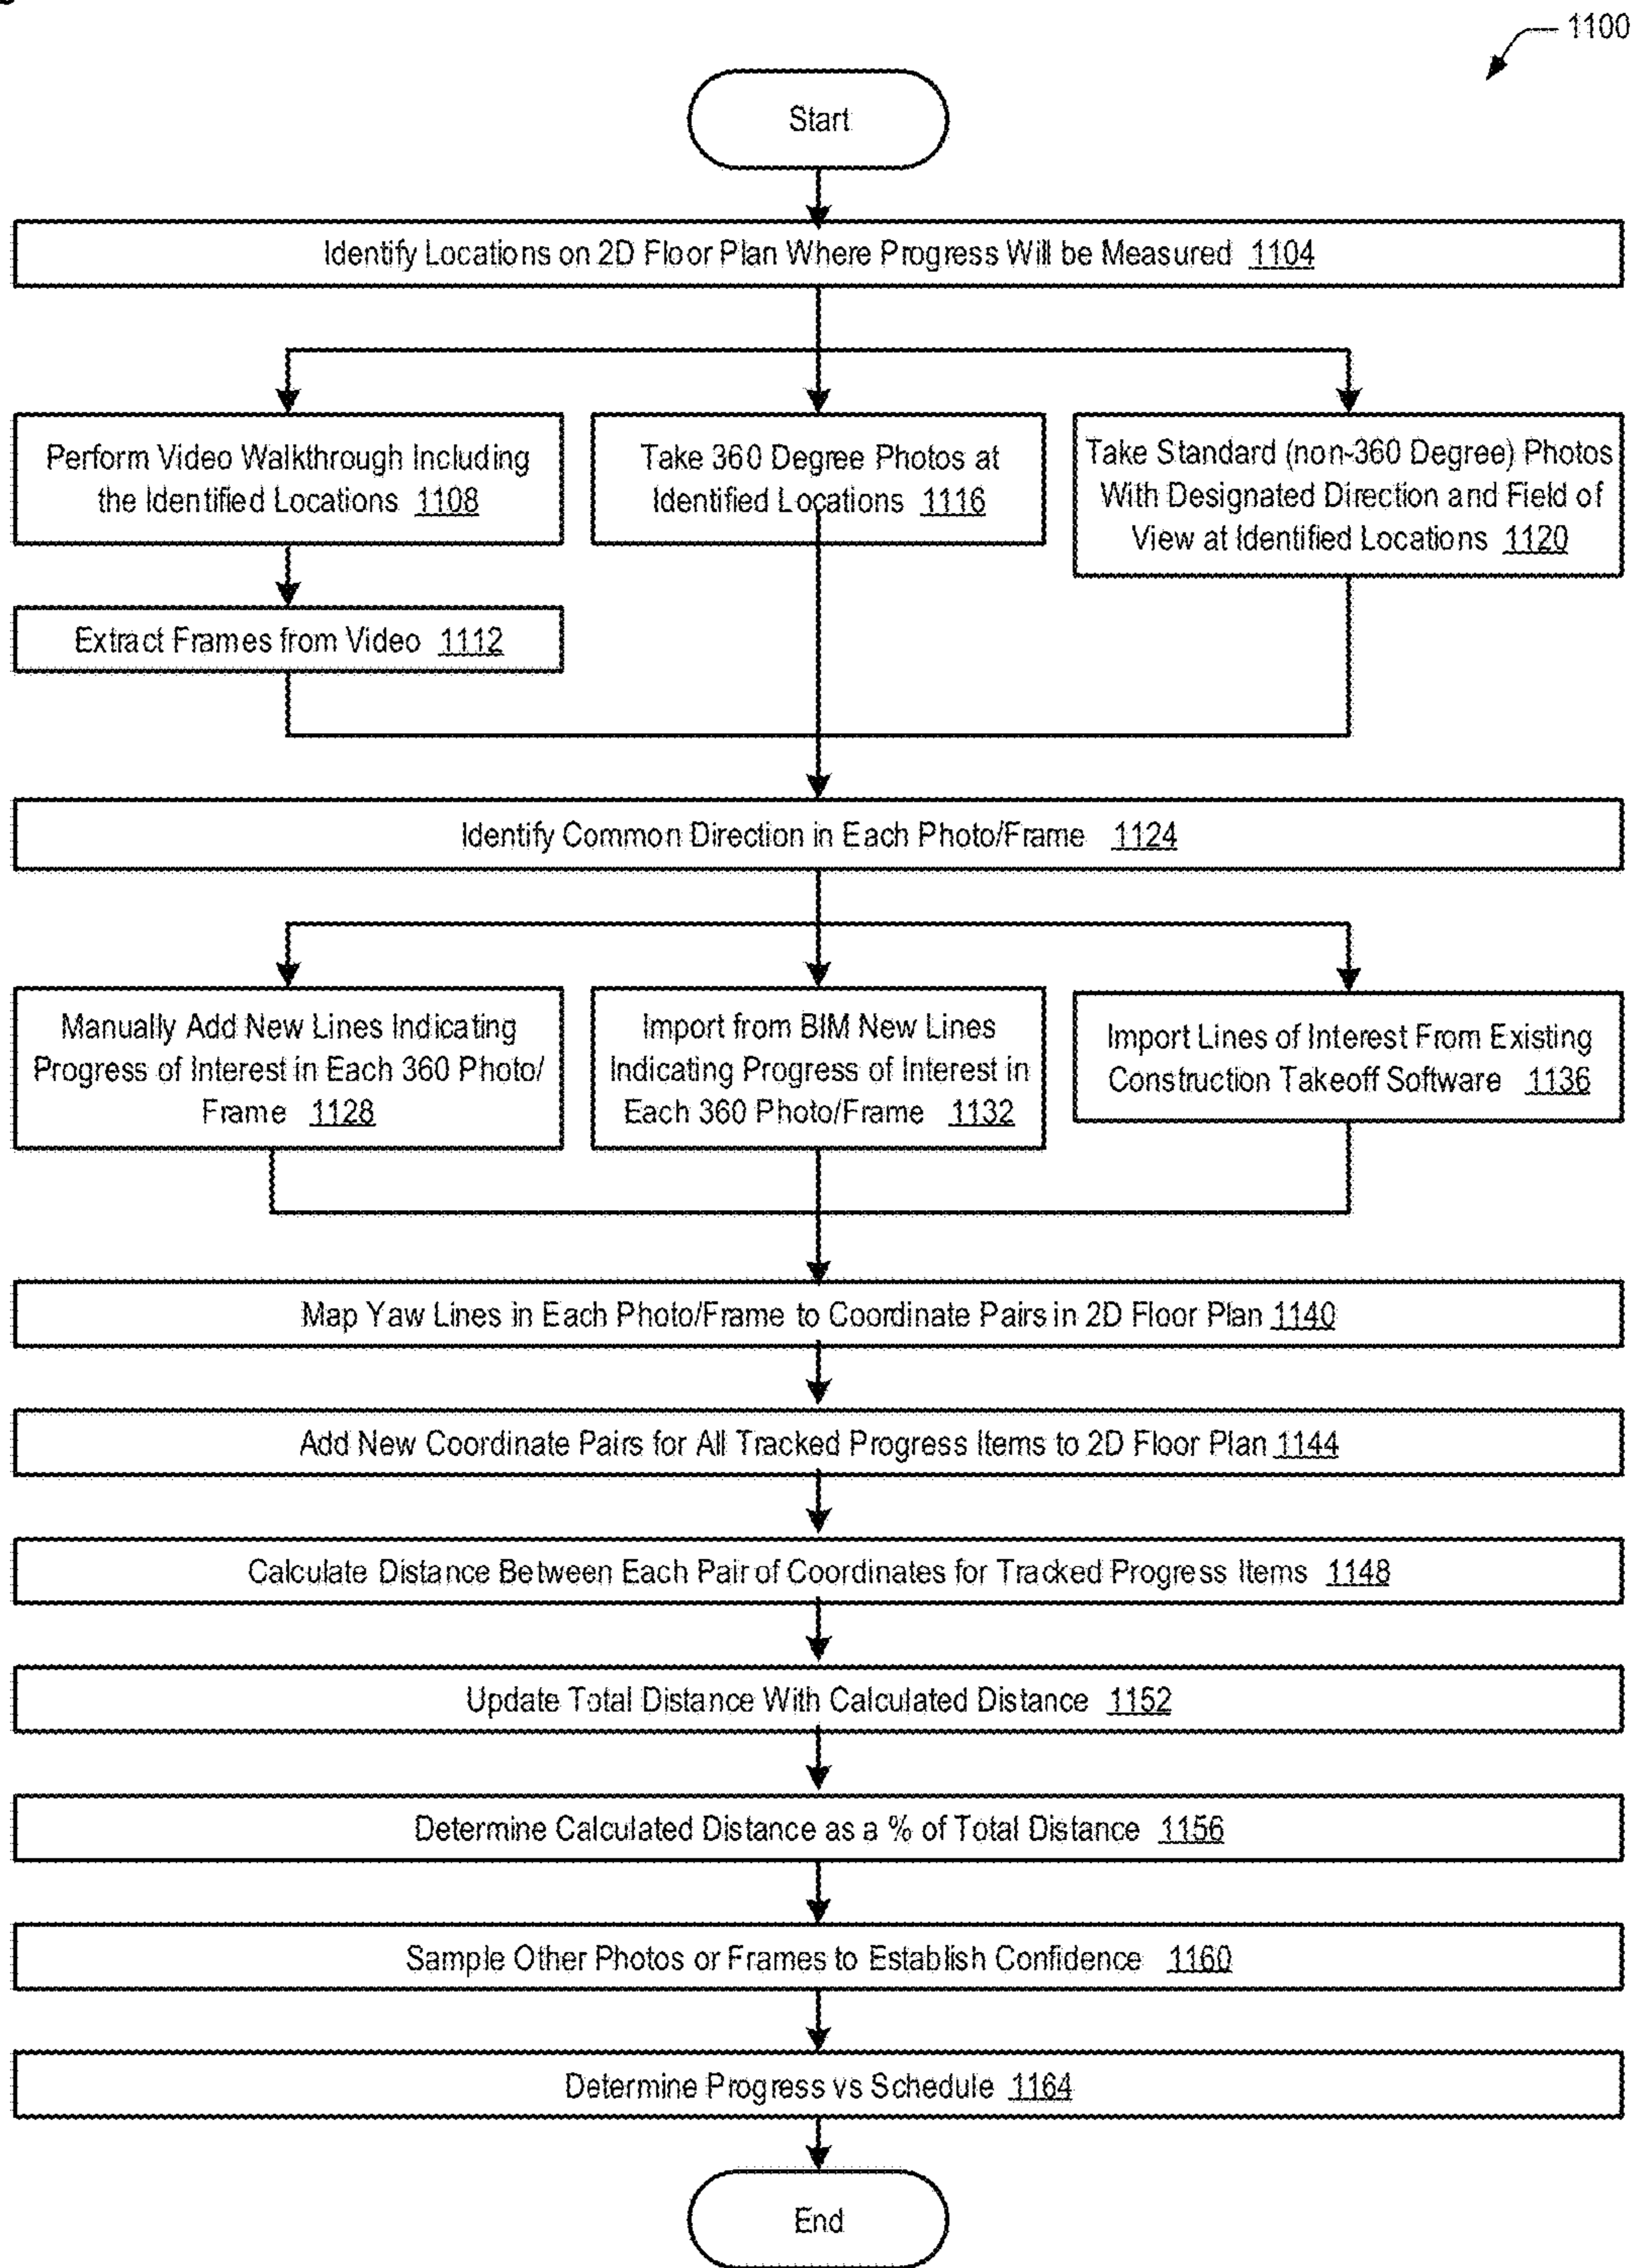 1100
Start
Identify Locations on 2D Floor Plan Where Progress Will be Measured 1104
Perform Video Walkthrough Including
the Identified Locations 1108
Take 360 Degree Photos at
Identified Locations 1116
Take Standard (non-360 Degree) Photos
With Designated Direction and Field of
View at Identified Locations 1120
Extract Frames from Video 1112
Identify Common Direction in Each Photo/Frame 1124
Manually Add New Lines Indicating
Progress of Interest in Each 360 Photo/
Frame 1128
Import from BIM New Lines
Indicating Progress of Interest in
Each 360 Photo/Frame 1132
Import Lines of Interest From Existing
Construction Takeoff Software 1136
Map Yaw Lines in Each Photo/Frame to Coordinate Pairs in 2D Floor Plan 1140
Add New Coordinate Pairs for All Tracked Progress Items to 2D Floor Plan 1144
Calculate Distance Between Each Pair of Coordinates for Tracked Progress Items 1148
Update Total Distance With Calculated Distance 1152
Determine Calculated Distance as a % of Total Distance 1156
Sample Other Photos or Frames to Establish Confidence 1160
Determine Progress vs Schedule 1164
End